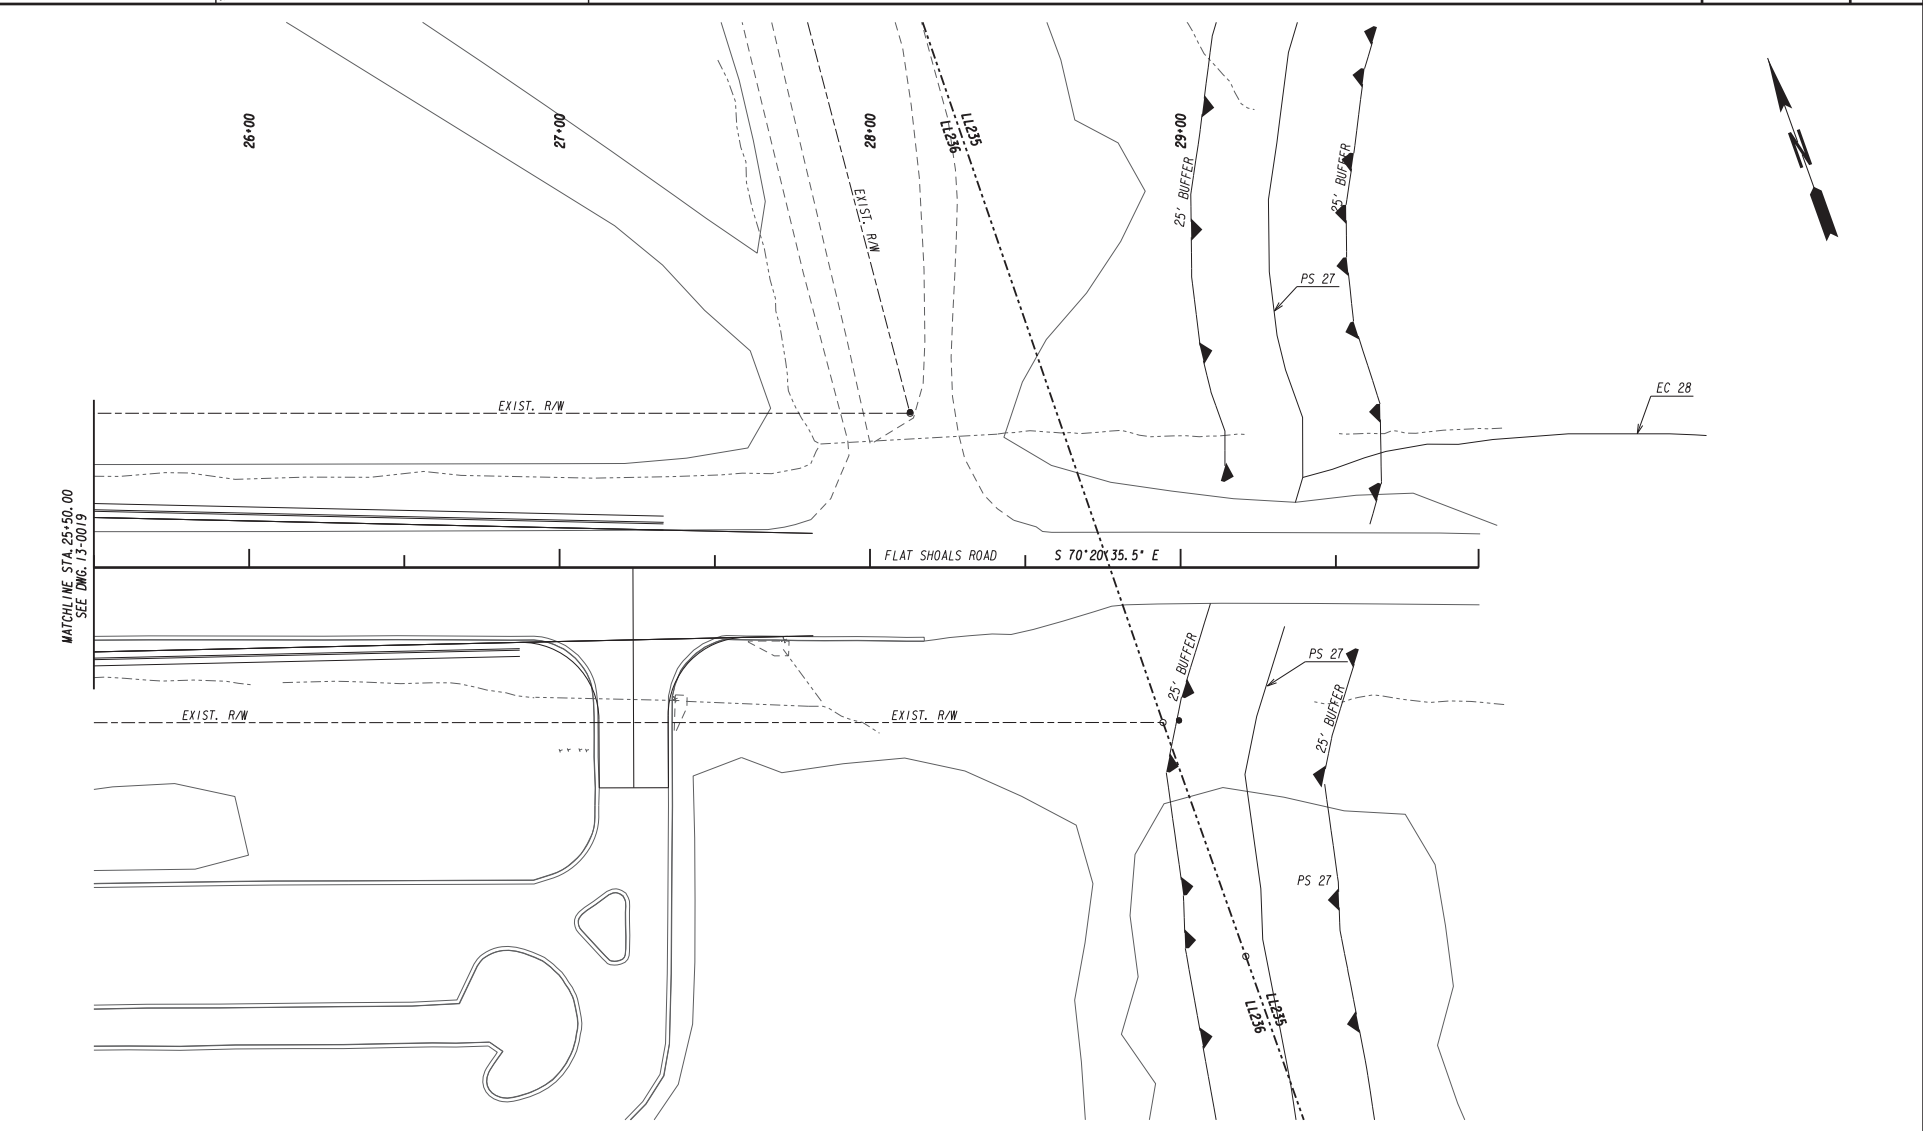 26+00
27+00
28+00
29+00
LL235
LL236
25' BUFFER
25' BUFFER
EXIST. R/W
N
PS 27
EC 28
EXIST. R/W
MATCHLINE STA. 25+50.00
SEE DWG. 13-0019
FLAT SHOALS ROAD
S 70°20'35.5" E
25' BUFFER
PS 27
25' BUFFER
EXIST. R/W
EXIST. R/W
PS 27
LL235
LL236